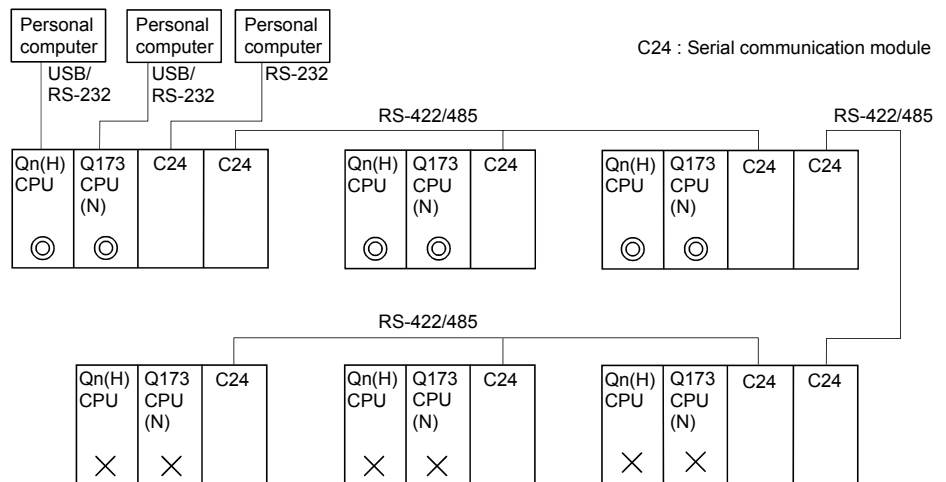 Personal
computer
Personal
computer
Personal
computer
C24 : Serial communication module
USB/
RS-232
USB/
RS-232
RS-232
RS-422/485
RS-422/485
Qn(H)
CPU
Q173
CPU
(N)
C24
C24
Qn(H)
CPU
Q173
CPU
(N)
C24
Qn(H)
CPU
Q173
CPU
(N)
C24
C24
RS-422/485
Qn(H)
CPU
Q173
CPU
(N)
C24
Qn(H)
CPU
Q173
CPU
(N)
C24
Qn(H)
CPU
Q173
CPU
(N)
C24
C24